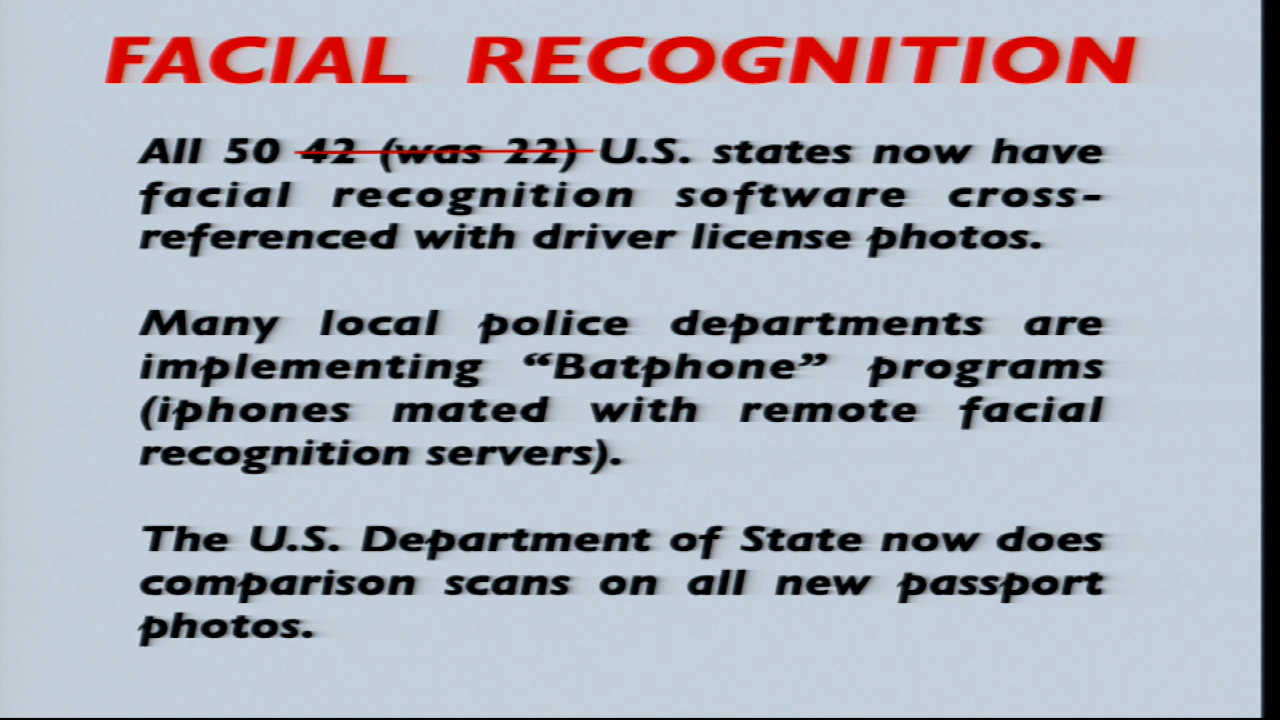 FACIAL RECOGNITION
All 50 42 (was 22) U.S. states now have
facial recognition software cross-
referenced with driver license photos.
Many local police departments are
implementing “Batphone” programs
(iphones mated with remote facial
recognition servers).
The U.S. Department of State now does
comparison scans on all new passport
photos.